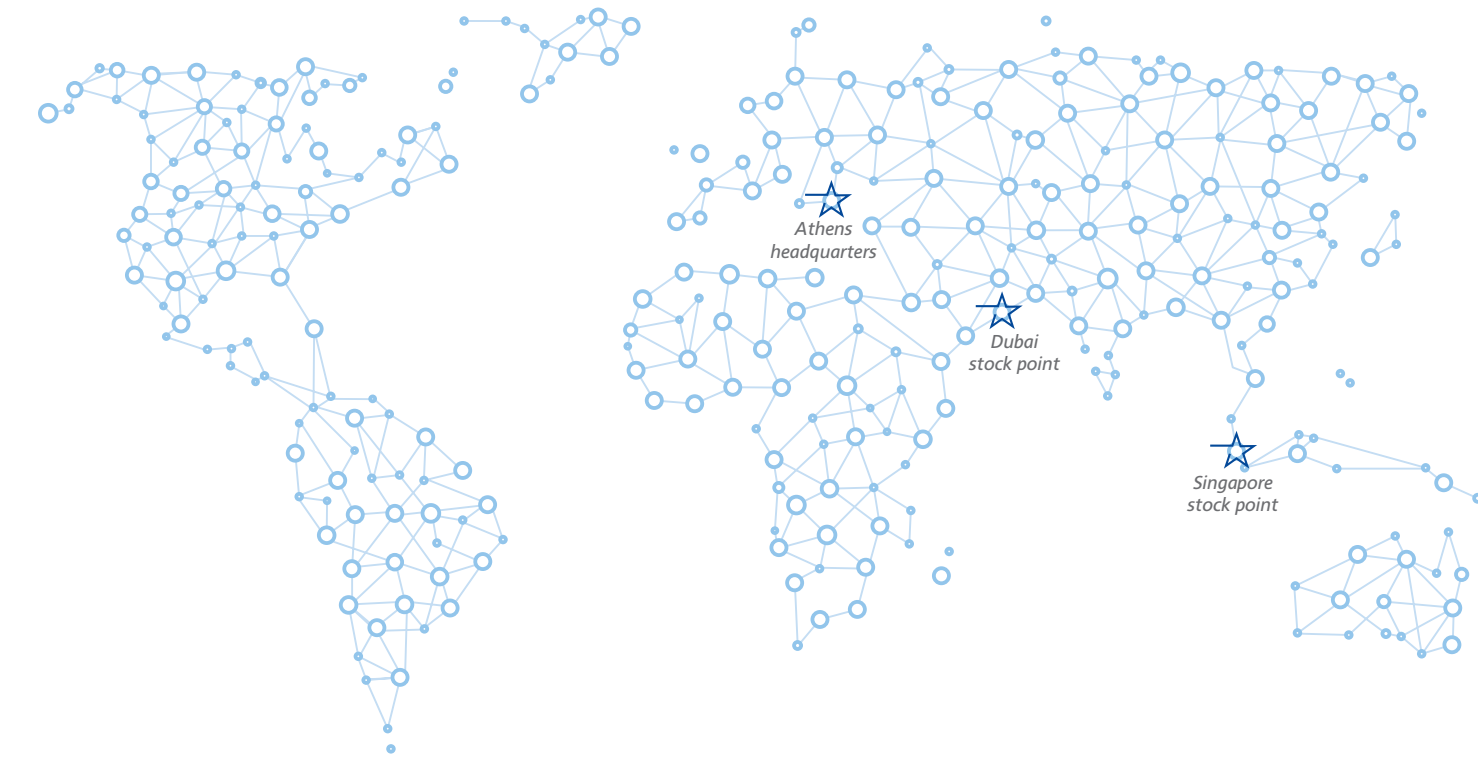 Athens
headquarters
Dubai
stock point
Singapore
stock point